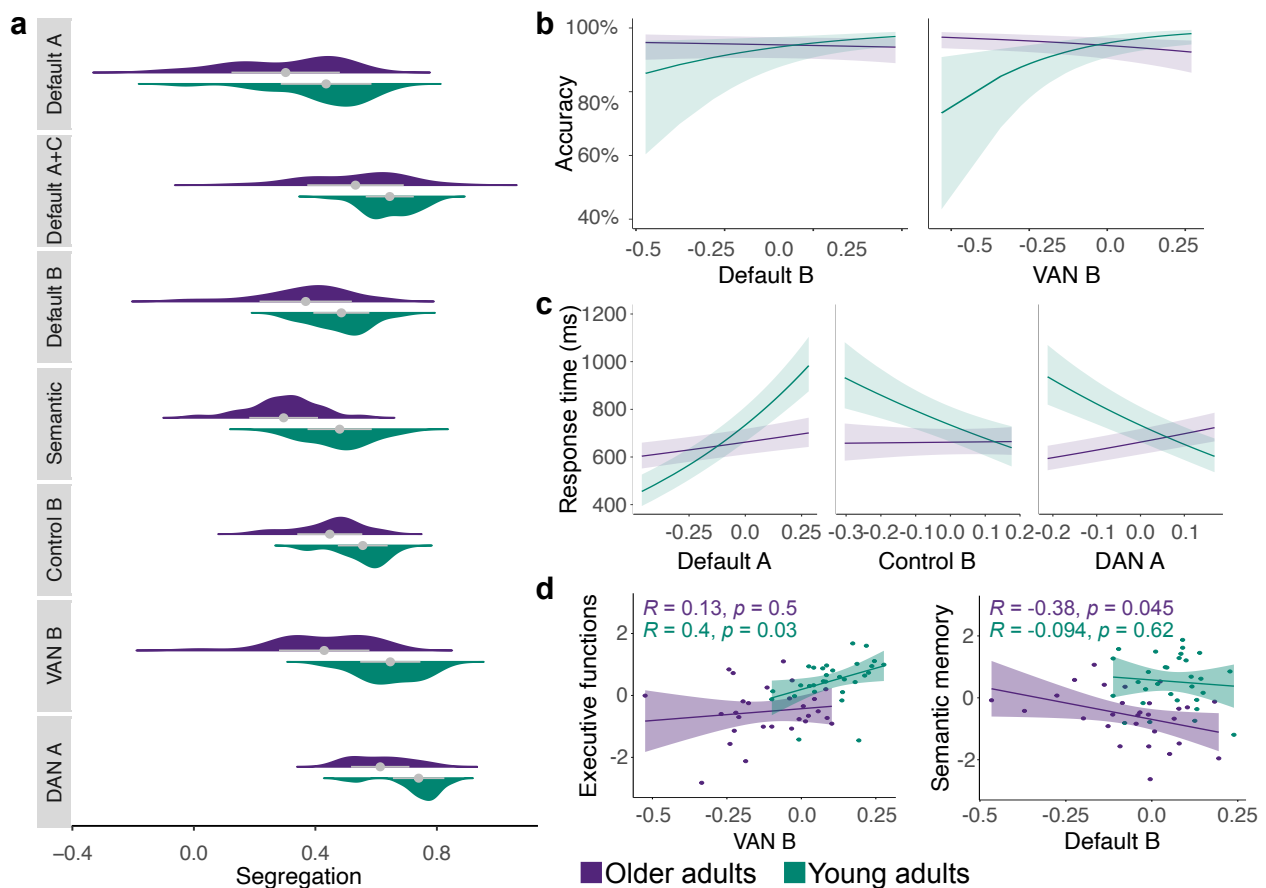 a
Default A
Default A+C
Default B
Semantic
Control B
VAN B
DAN A
−0.4 0.0 0.4 0.8
Segregation
b
Accuracy
100%
80%
60%
40%
-0.5 -0.25 0.0 0.25
Default B
-0.5 -0.25 0.0 0.25
VAN B
c
Response time (ms)
1200
1000
800
600
400
-0.25 0.0 0.25
Default A
-0.3 -0.2 -0.10 0.0 0.1 0.2
Control B
-0.2 -0.1 0.0 0.1
DAN A
d
Executive functions
2
0
-2
R = 0.13, p = 0.5
R = 0.4, p = 0.03
-0.5 -0.25 0.0 0.25
VAN B
Semantic memory
2
0
-2
R = -0.38, p = 0.045
R = -0.094, p = 0.62
-0.5 -0.25 0.0 0.25
Default B
Older adults Young adults